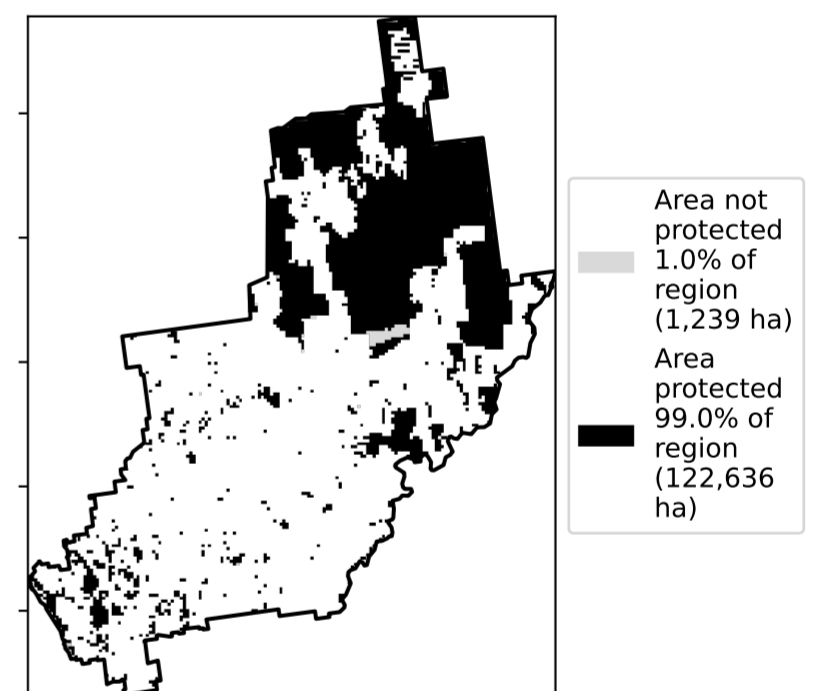 Area not
protected
1.0% of
region
(1,239 ha)
Area
protected
99.0% of
region
(122,636
ha)